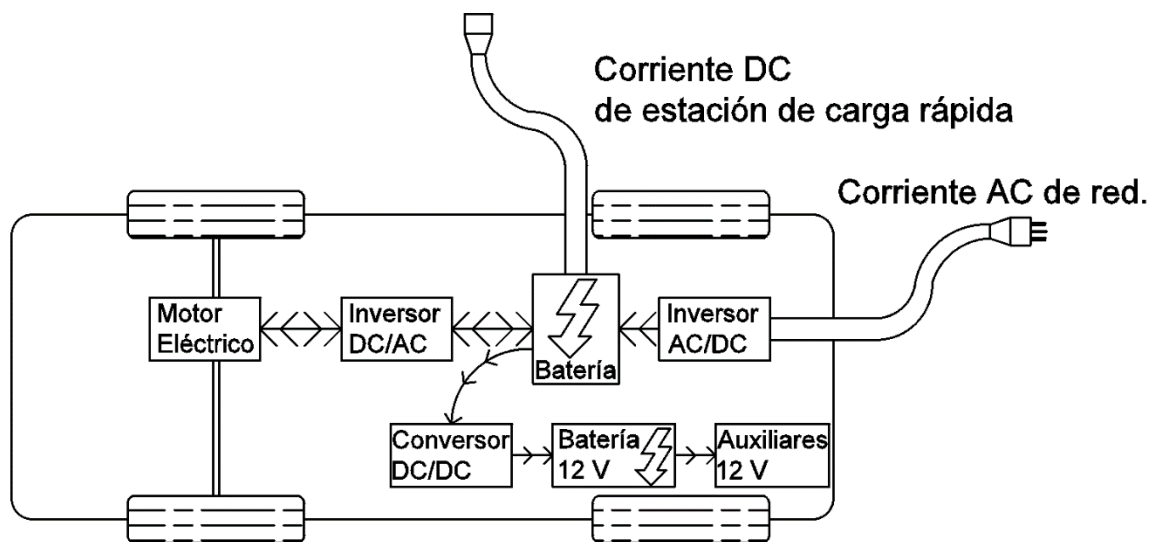 Corriente DC
de estación de carga rápida
Corriente AC de red.
Motor
Eléctrico
Inversor
DC/AC
Batería
Inversor
AC/DC
Conversor
DC/DC
Batería
12 V
Auxiliares
12 V